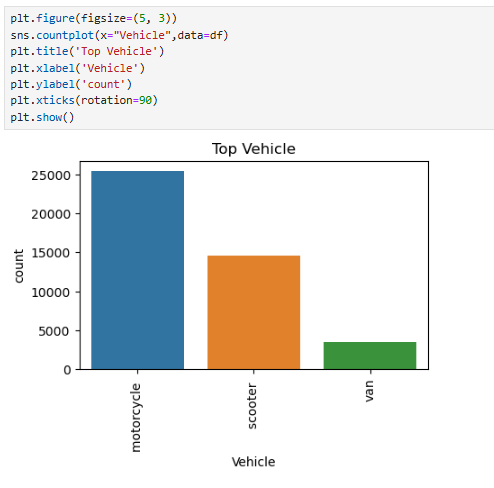 plt.figure(figsize=(5, 3))
sns.countplot(x="Vehicle",data=df)
plt.title('Top Vehicle')
plt.xlabel('Vehicle')
plt.ylabel('count')
plt.xticks(rotation=90)
plt.show()
Top Vehicle
25000
20000
15000
10000
5000
0
count
motorcycle
scooter
van
Vehicle